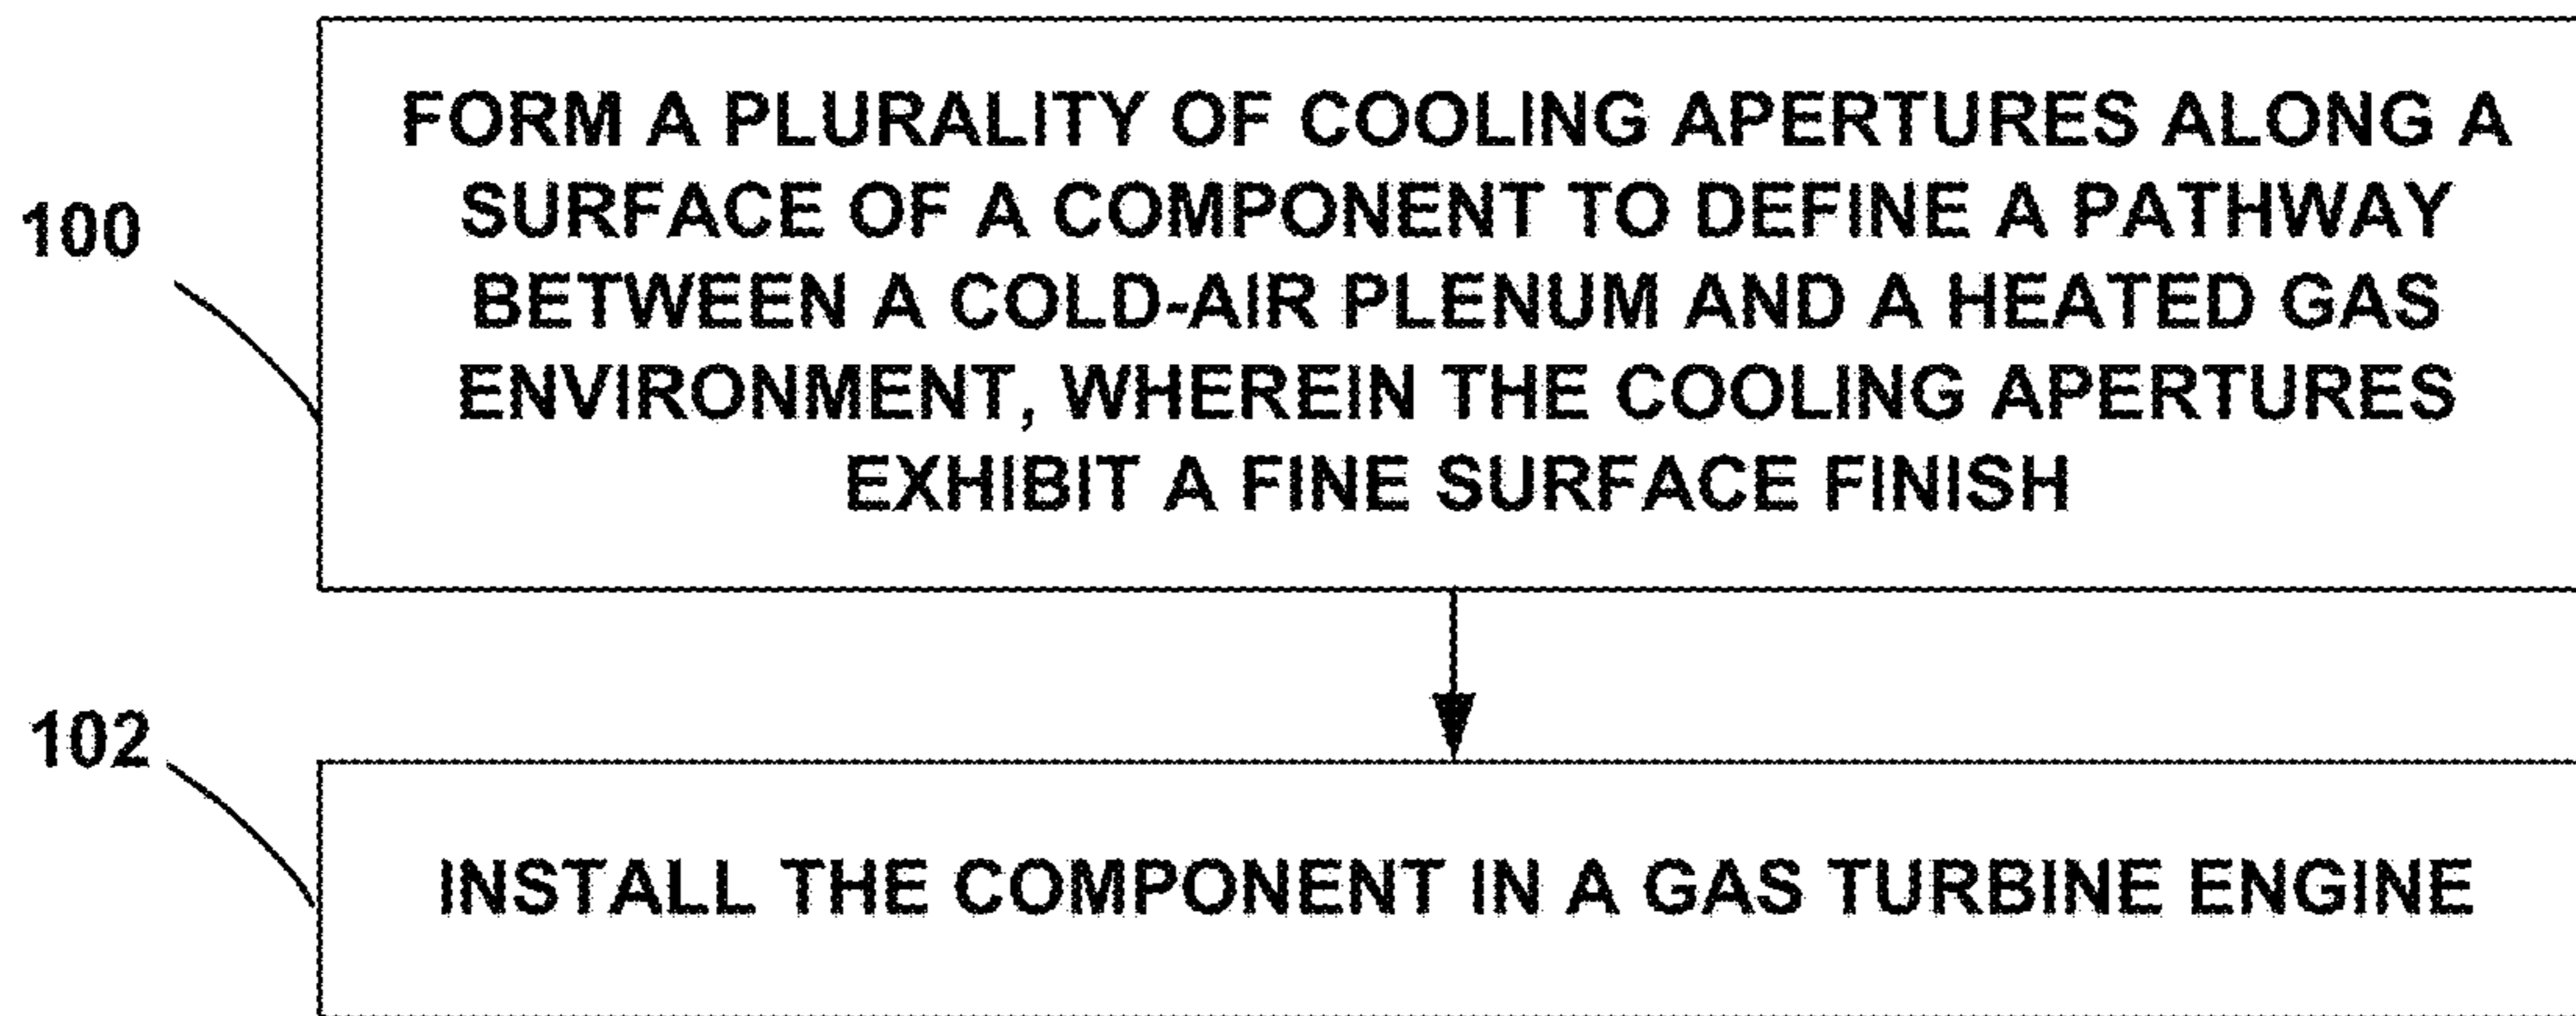 100
FORM A PLURALITY OF COOLING APERTURES ALONG A
SURFACE OF A COMPONENT TO DEFINE A PATHWAY
BETWEEN A COLD-AIR PLENUM AND A HEATED GAS
ENVIRONMENT, WHEREIN THE COOLING APERTURES
EXHIBIT A FINE SURFACE FINISH
102
INSTALL THE COMPONENT IN A GAS TURBINE ENGINE